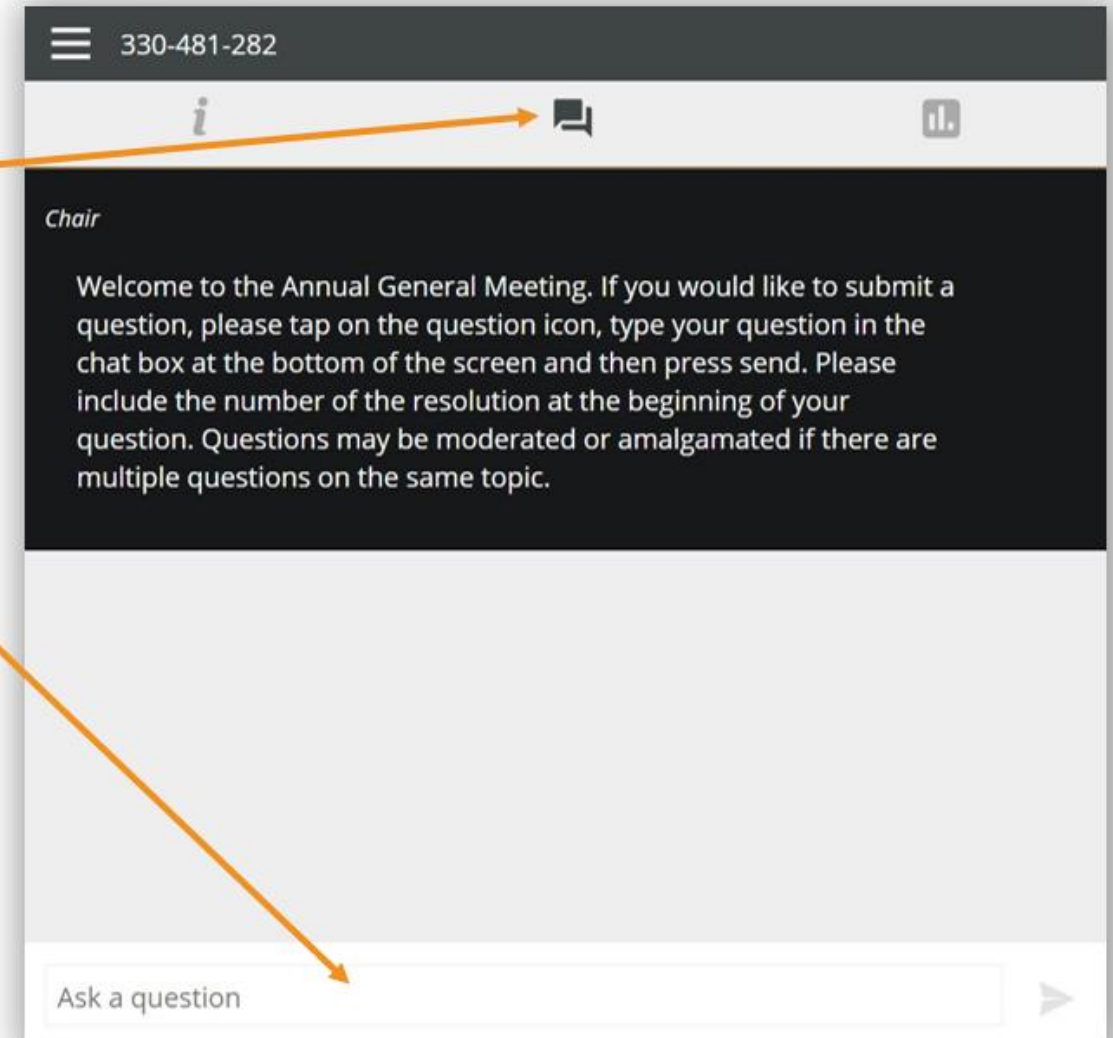 330-481-282
i
Chair
Welcome to the Annual General Meeting. If you would like to submit a
question, please tap on the question icon, type your question in the
chat box at the bottom of the screen and then press send. Please
include the number of the resolution at the beginning of your
question. Questions may be moderated or amalgamated if there are
multiple questions on the same topic.
Ask a question